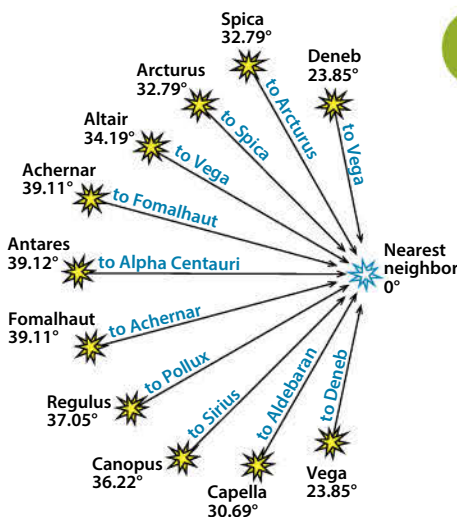 Spica
32.79°
Deneb
23.85°
Arcturus
32.79°
Altair
34.19°
Achernar
39.11°
Antares
39.12°
Fomalhaut
39.11°
Regulus
37.05°
Canopus
36.22°
Capella
30.69°
Vega
23.85°
to Vega
to Arcturus
to Spica
to Vega
to Fomalhaut
to Alpha Centauri
to Achernar
to Pollux
to Sirius
to Aldebaran
to Deneb
Nearest
neighbor
0°